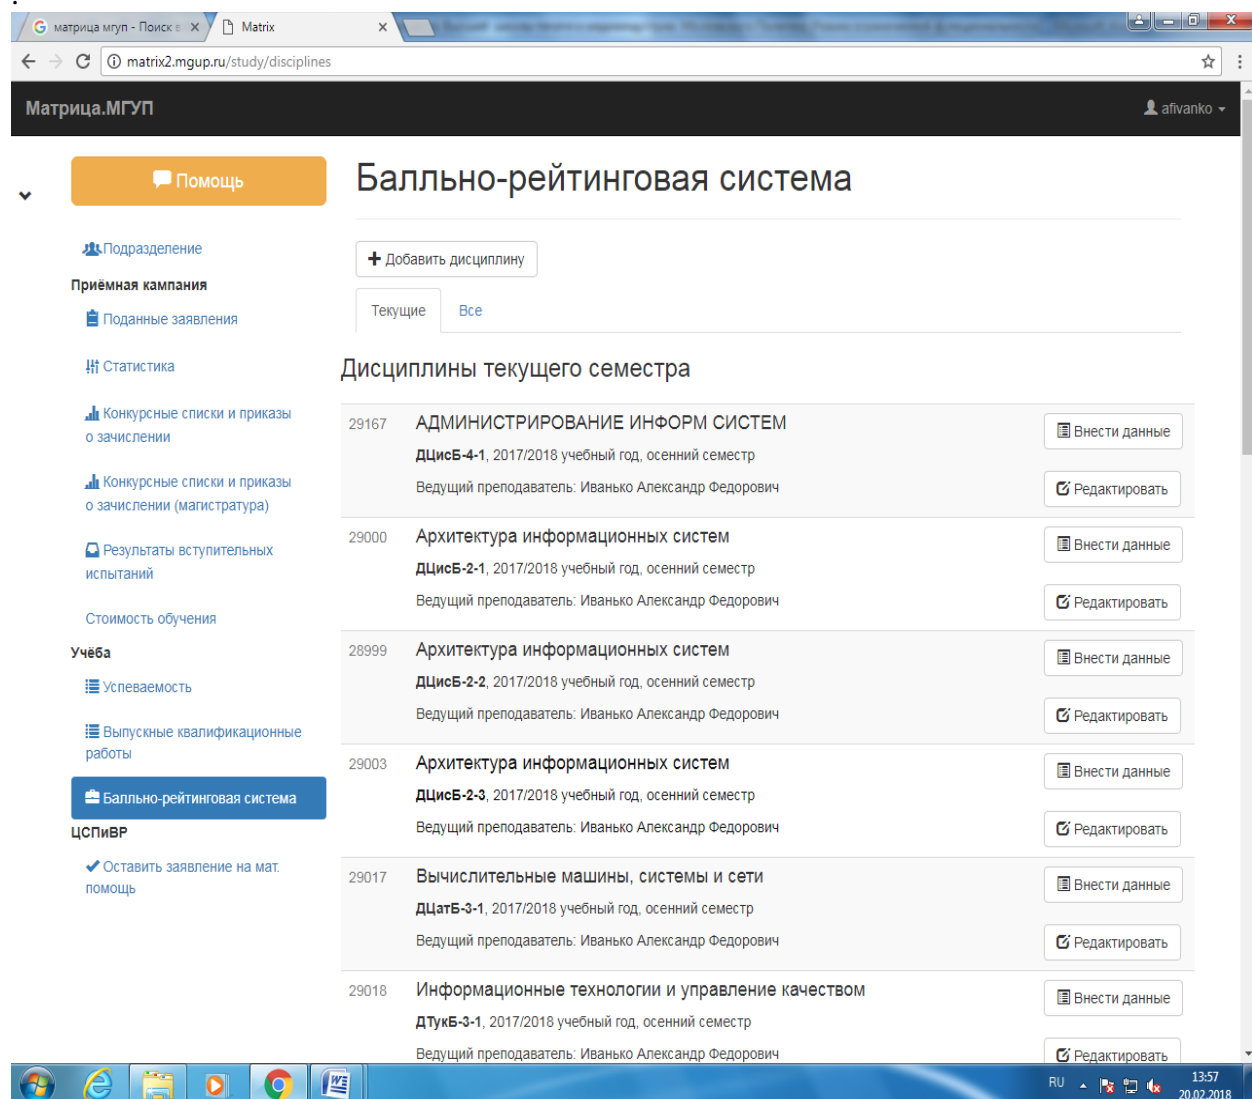 матрица мгуп - Поиск в
Matrix
matrix2.mgup.ru/study/disciplines
Матрица.МГУП
afivanko
Помощь
Подразделение
Приёмная кампания
Поданные заявления
Статистика
Конкурсные списки и приказы
о зачислении
Конкурсные списки и приказы
о зачислении (магистратура)
Результаты вступительных
испытаний
Стоимость обучения
Учёба
Успеваемость
Выпускные квалификационные
работы
Балльно-рейтинговая система
ЦСПиВР
Оставить заявление на мат.
помощь
Балльно-рейтинговая система
Добавить дисциплину
Текущие Все
Дисциплины текущего семестра
29167 АДМИНИСТРИРОВАНИЕ ИНФОРМ СИСТЕМ Внести данные
ДЦисБ-4-1, 2017/2018 учебный год, осенний семестр
Ведущий преподаватель: Иванько Александр Федорович Редактировать
29000 Архитектура информационных систем Внести данные
ДЦисБ-2-1, 2017/2018 учебный год, осенний семестр
Ведущий преподаватель: Иванько Александр Федорович Редактировать
28999 Архитектура информационных систем Внести данные
ДЦисБ-2-2, 2017/2018 учебный год, осенний семестр
Ведущий преподаватель: Иванько Александр Федорович Редактировать
29003 Архитектура информационных систем Внести данные
ДЦисБ-2-3, 2017/2018 учебный год, осенний семестр
Ведущий преподаватель: Иванько Александр Федорович Редактировать
29017 Вычислительные машины, системы и сети Внести данные
ДЦатБ-3-1, 2017/2018 учебный год, осенний семестр
Ведущий преподаватель: Иванько Александр Федорович Редактировать
29018 Информационные технологии и управление качеством Внести данные
ДТукБ-3-1, 2017/2018 учебный год, осенний семестр
Ведущий преподаватель: Иванько Александр Федорович Редактировать
RU 13:57
20.02.2018